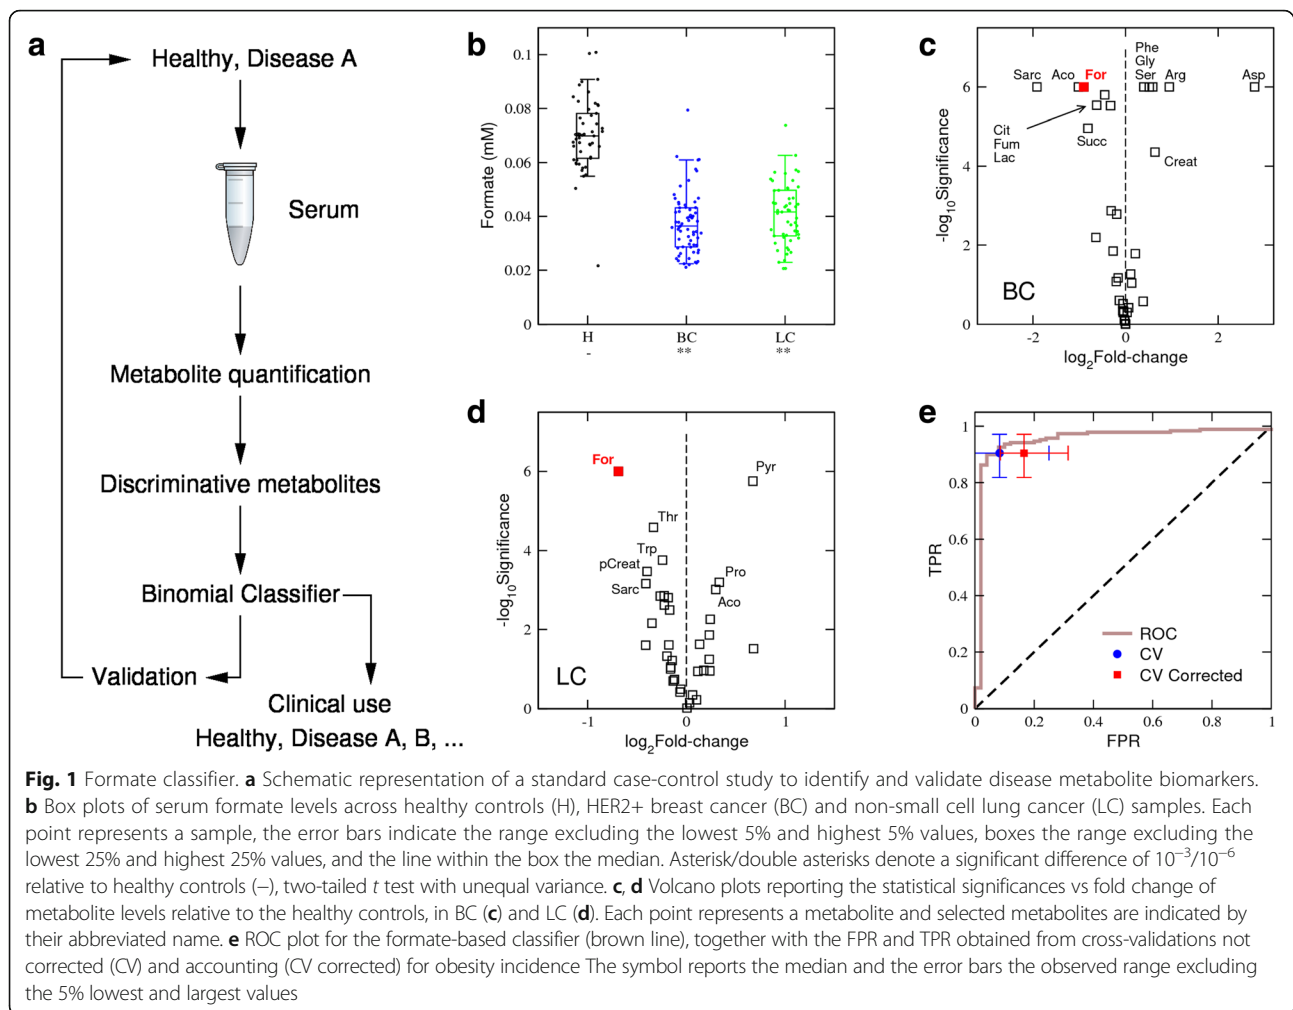 a
Healthy, Disease A
Serum
Metabolite quantification
Discriminative metabolites
Binomial Classifier
Validation
Clinical use
Healthy, Disease A, B, ...
b
0.1
0.08
0.06
0.04
0.02
0
Formate (mM)
H
BC
LC
-
**
**
c
Phe
Gly
Ser
Sarc
Aco
For
Arg
Asp
Cit
Fum
Lac
Succ
Creat
6
4
2
0
-log10Significance
BC
-2
0
2
log2Fold-change
d
For
Pyr
Thr
Trp
pCreat
Sarc
Pro
Aco
6
4
2
0
-log10Significance
LC
-1
0
1
log2Fold-change
e
1
0.8
0.6
0.4
0.2
0
TPR
ROC
CV
CV Corrected
0
0.2
0.4
0.6
0.8
1
FPR
Fig. 1 Formate classifier. a Schematic representation of a standard case-control study to identify and validate disease metabolite biomarkers.
b Box plots of serum formate levels across healthy controls (H), HER2+ breast cancer (BC) and non-small cell lung cancer (LC) samples. Each
point represents a sample, the error bars indicate the range excluding the lowest 5% and highest 5% values, boxes the range excluding the
lowest 25% and highest 25% values, and the line within the box the median. Asterisk/double asterisks denote a significant difference of 10−3/10−6
relative to healthy controls (−), two-tailed t test with unequal variance. c, d Volcano plots reporting the statistical significances vs fold change of
metabolite levels relative to the healthy controls, in BC (c) and LC (d). Each point represents a metabolite and selected metabolites are indicated by
their abbreviated name. e ROC plot for the formate-based classifier (brown line), together with the FPR and TPR obtained from cross-validations not
corrected (CV) and accounting (CV corrected) for obesity incidence The symbol reports the median and the error bars the observed range excluding
the 5% lowest and largest values